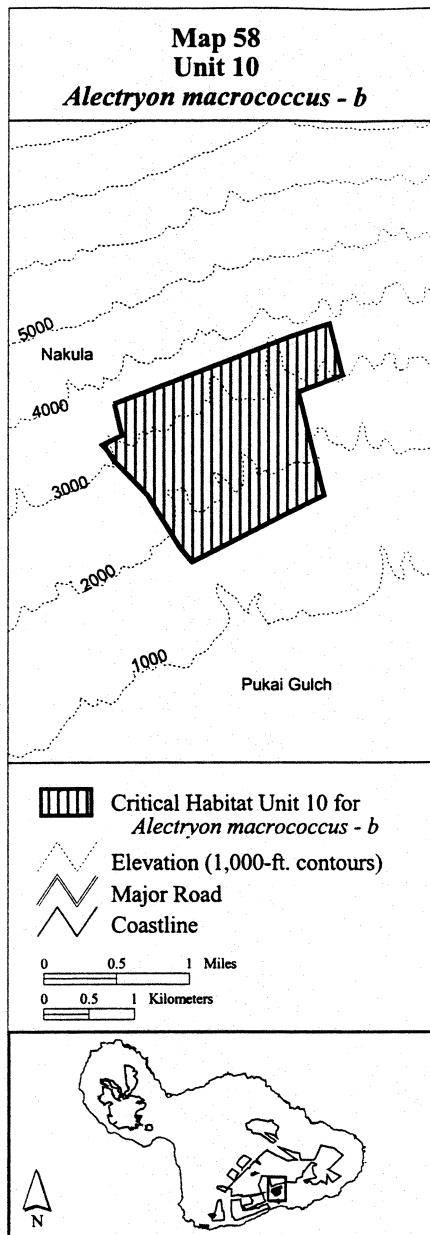 Map 58
Unit 10
Alectryon macrococcus - b
5000
Nakula
4000
3000
2000
1000
Pukai Gulch
Critical Habitat Unit 10 for
Alectryon macrococcus - b
Elevation (1,000-ft. contours)
Major Road
Coastline
0 0.5 1 Miles
0 0.5 1 Kilometers
N